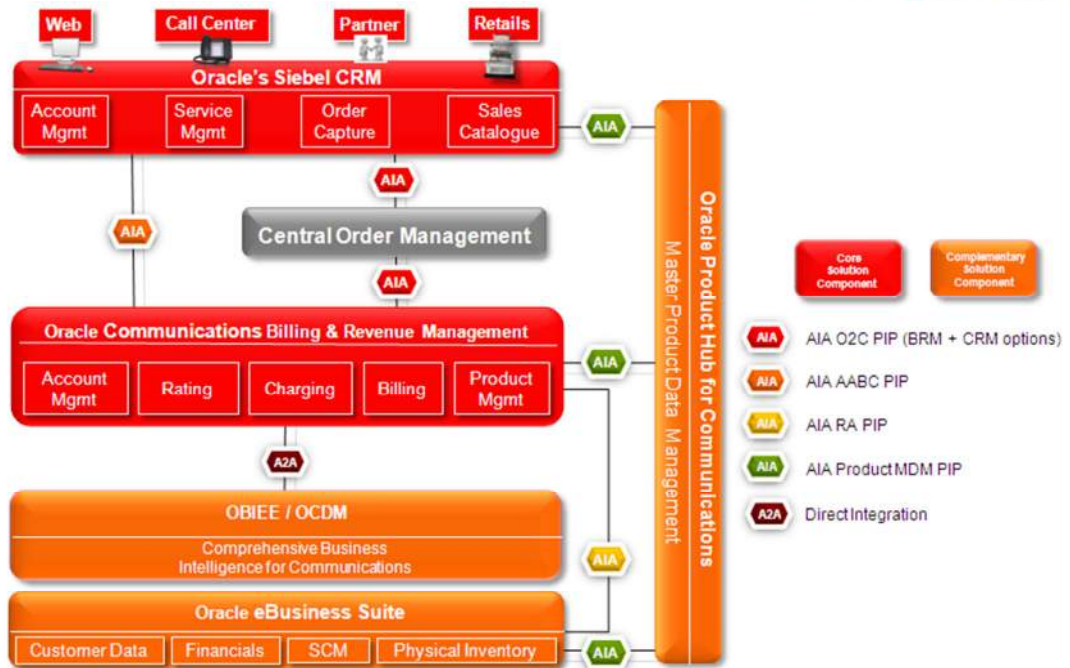 Web
Call Center
Partner
Retails
Oracle's Siebel CRM
Account
Mgmt
Service
Mgmt
Order
Capture
Sales
Catalogue
AIA
AIA
AIA
Central Order Management
AIA
Oracle Communications Billing & Revenue Management
Account
Mgmt
Rating
Charging
Billing
Product
Mgmt
AIA
A2A
OBIEE / OCDM
Comprehensive Business
Intelligence for Communications
AIA
Oracle eBusiness Suite
Customer Data
Financials
SCM
Physical Inventory
AIA
Oracle Product Hub for Communications
Master Product Data Management
Core
Solution
Component
Complementary
Solution
Component
AIA AIA O2C PIP (BRM + CRM options)
AIA AIA AABC PIP
AIA AIA RA PIP
AIA AIA Product MDM PIP
A2A Direct Integration